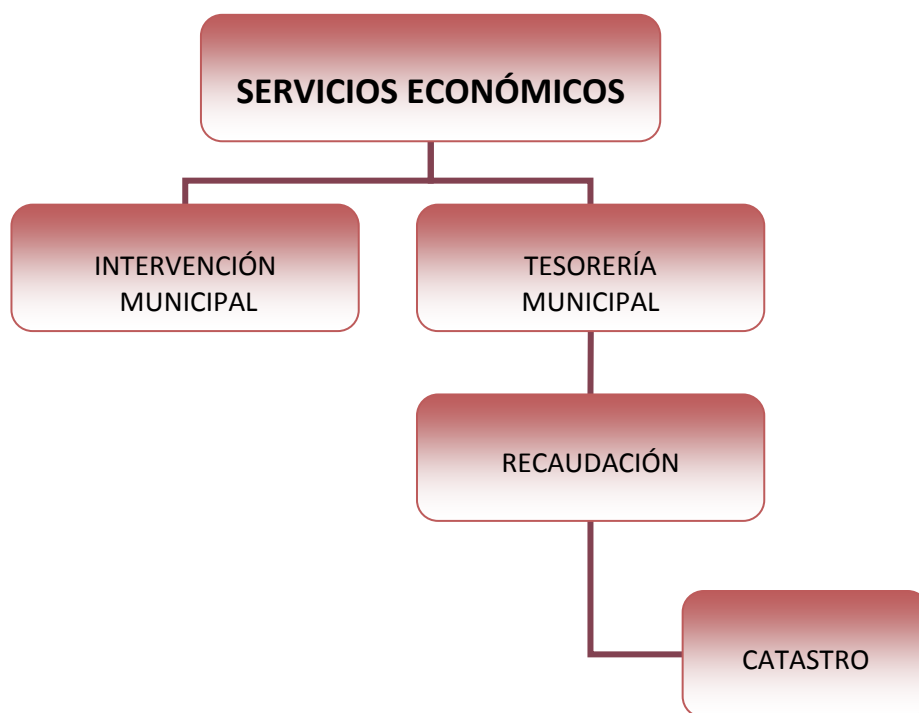 SERVICIOS ECONÓMICOS
INTERVENCIÓN
MUNICIPAL
TESORERÍA
MUNICIPAL
RECAUDACIÓN
CATASTRO